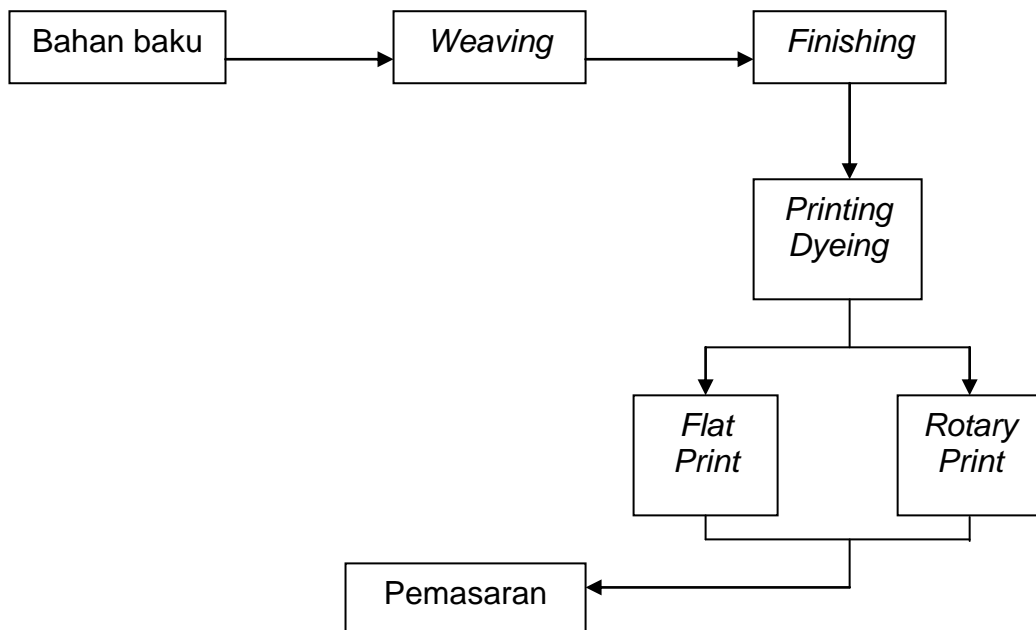 Bahan baku
Weaving
Finishing
Printing
Dyeing
Flat
Print
Rotary
Print
Pemasaran